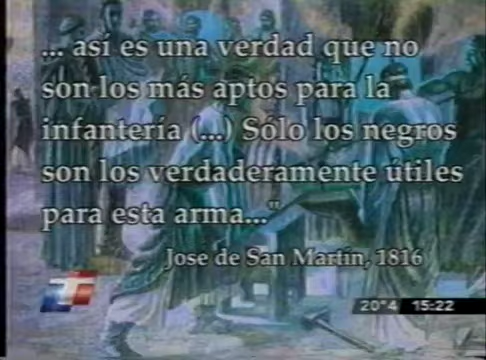 ... así es una verdad que no
son los más aptos para la
infantería (...) Sólo los negros
son los verdaderamente útiles
para esta arma..."
José de San Martín, 1816
20°4 15:22